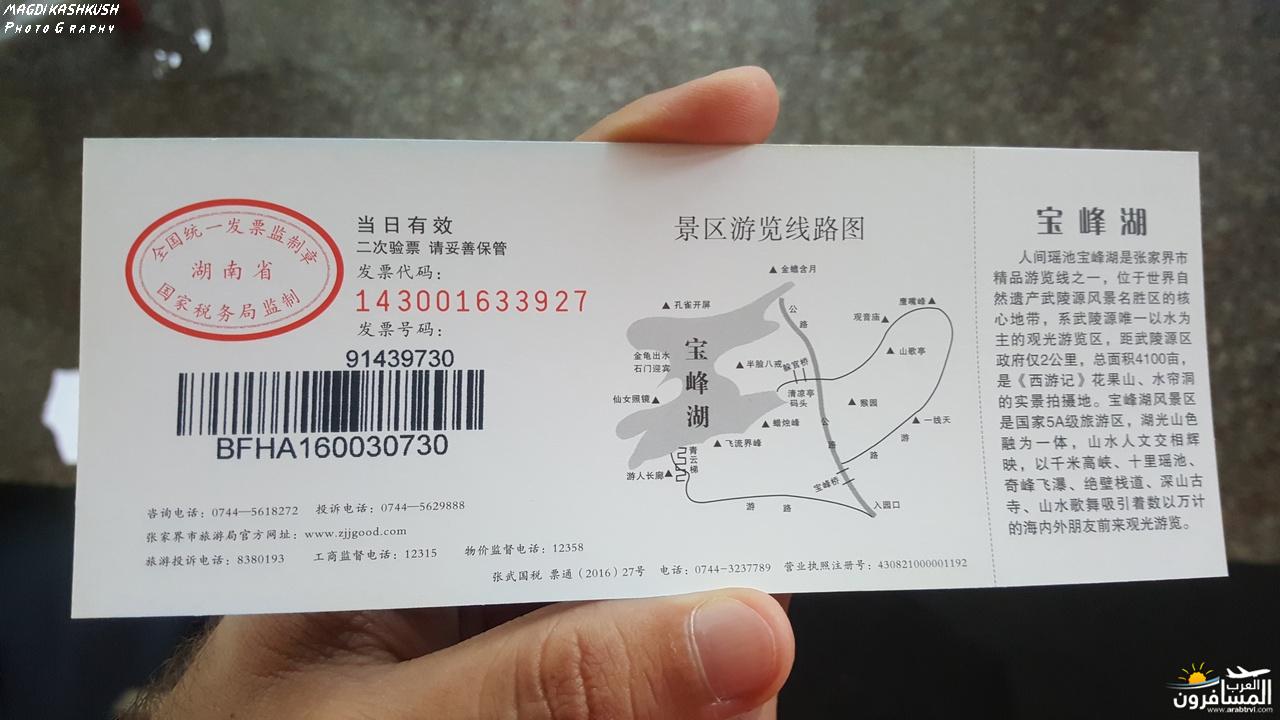 MAGDI KASHKUSH
PHOTOGRAPHY
全国统一发票监制章
湖南省
国家税务局监制
当日有效
二次验票 请妥善保管
发票代码：
143001633927
发票号码：
91439730
BFHA160030730
咨询电话：0744—5618272 投诉电话：0744—5629888
张家界市旅游局官方网址：www.zjjgood.com
旅游投诉电话：8380193 工商监督电话：12315 物价监督电话：12358
张武国税 票通（2016）27号 电话：0744-3237789 营业执照注册号：430821000001192
景区游览线路图
金蟾含月
孔雀开屏
公路
鹰嘴峰
观音庙
山歌亭
金龟出水
石门迎宾
宝峰湖
半脸八戒
躲官桥
清凉亭
码头
猴园
仙女照镜
蜡烛峰
一线天
飞流界峰
公路
游路
青云梯
游人长廊
宝峰桥
游路
入园口
宝峰湖
人间瑶池宝峰湖是张家界市
精品游览线之一，位于世界自
然遗产武陵源风景名胜区的核
心地带，系武陵源唯一以水为
主的观光游览区，距武陵源区
政府仅2公里，总面积4100亩，
是《西游记》花果山、水帘洞
的实景拍摄地。宝峰湖风景区
是国家5A级旅游区，湖光山色
融为一体，山水人文交相辉
映，以千米高峡、十里瑶池、
奇峰飞瀑、绝壁栈道、深山古
寺、山水歌舞吸引着数以万计
的海内外朋友前来观光游览。
العرب
المسافرون
www.arabtrvl.com